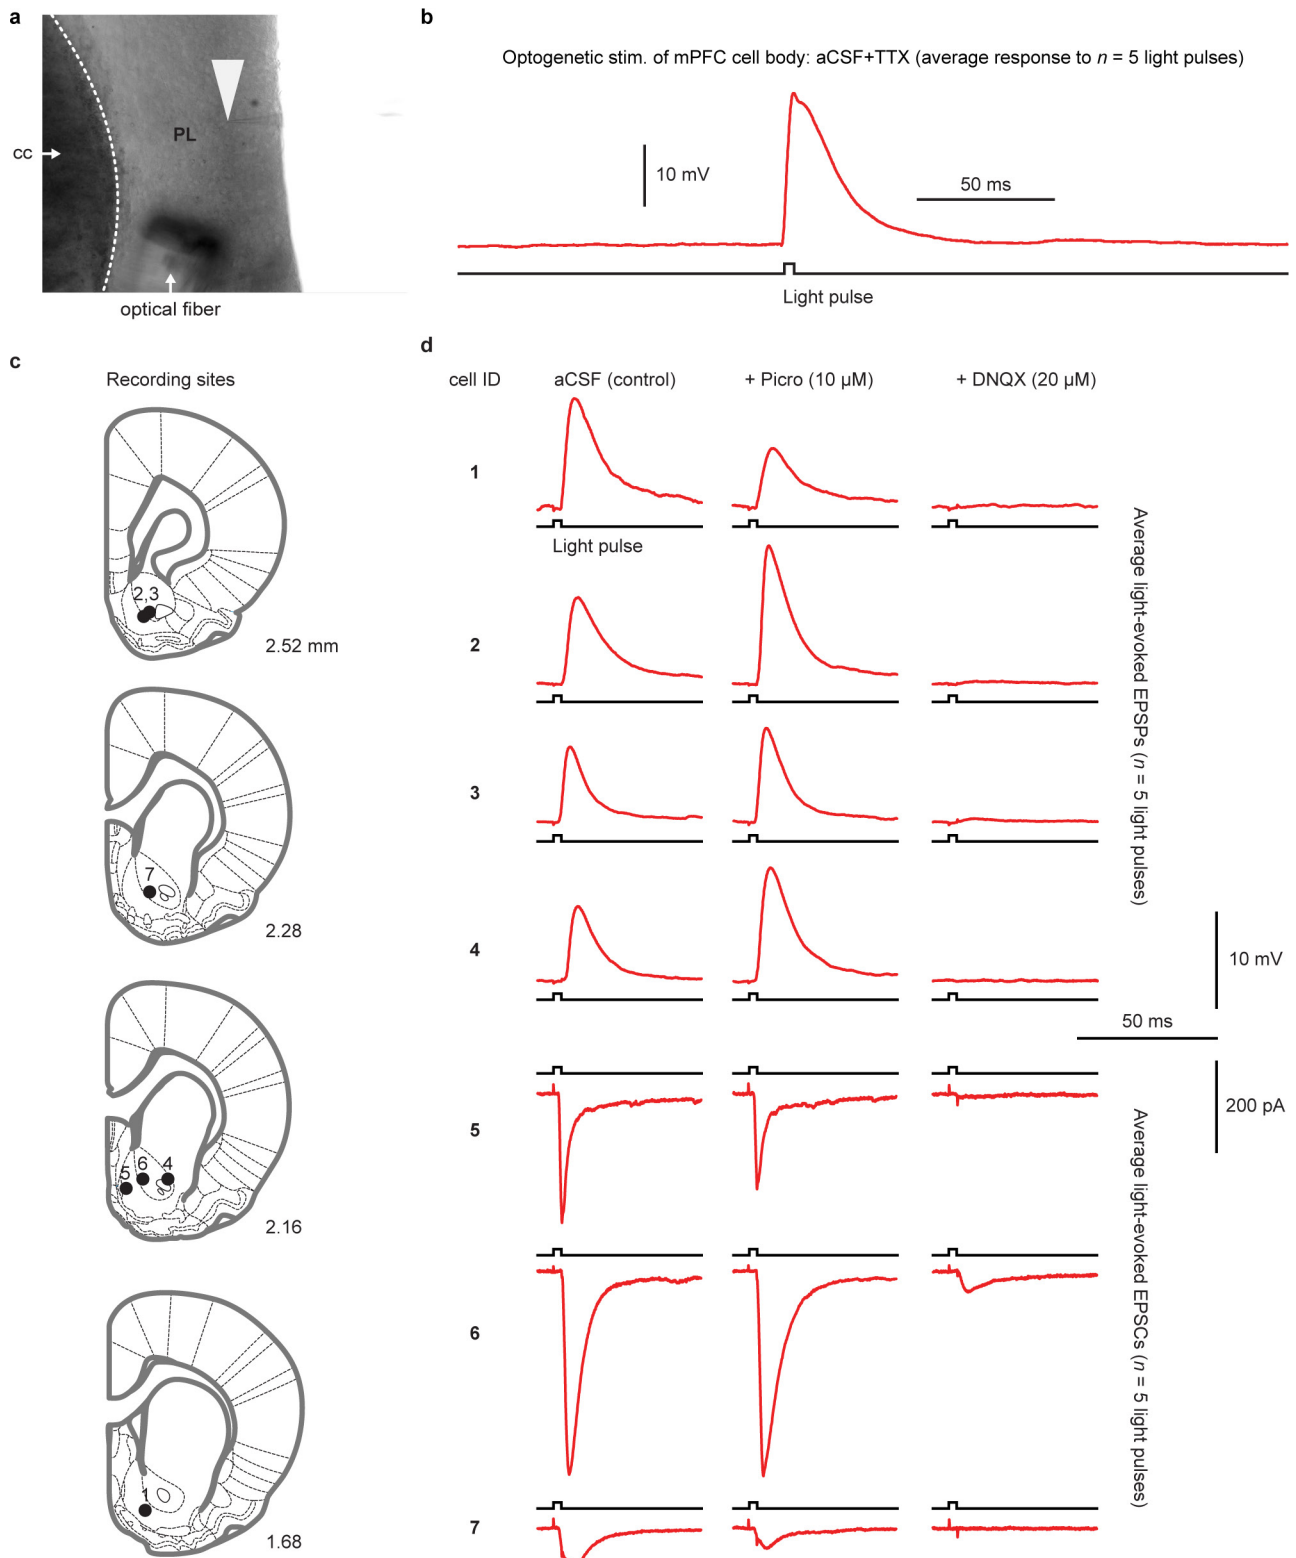 a
PL
cc
optical fiber
b
Optogenetic stim. of mPFC cell body: aCSF+TTX (average response to n = 5 light pulses)
10 mV
50 ms
Light pulse
c
Recording sites
2,3
2.52 mm
7
2.28
5 6 4
2.16
1
1.68
d
cell ID aCSF (control) + Picro (10 µM) + DNQX (20 µM)
1
Light pulse
2
3
4
Average light-evoked EPSPs (n = 5 light pulses)
10 mV
50 ms
5
200 pA
6
7
Average light-evoked EPSCs (n = 5 light pulses)